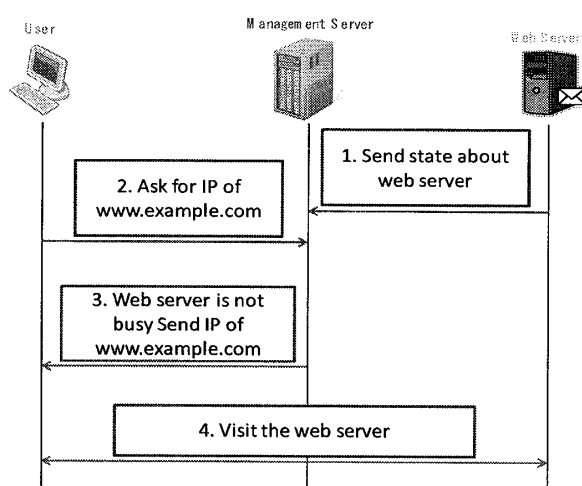 User
Management Server
Web Server
1. Send state about
web server
2. Ask for IP of
www.example.com
3. Web server is not
busy Send IP of
www.example.com
4. Visit the web server